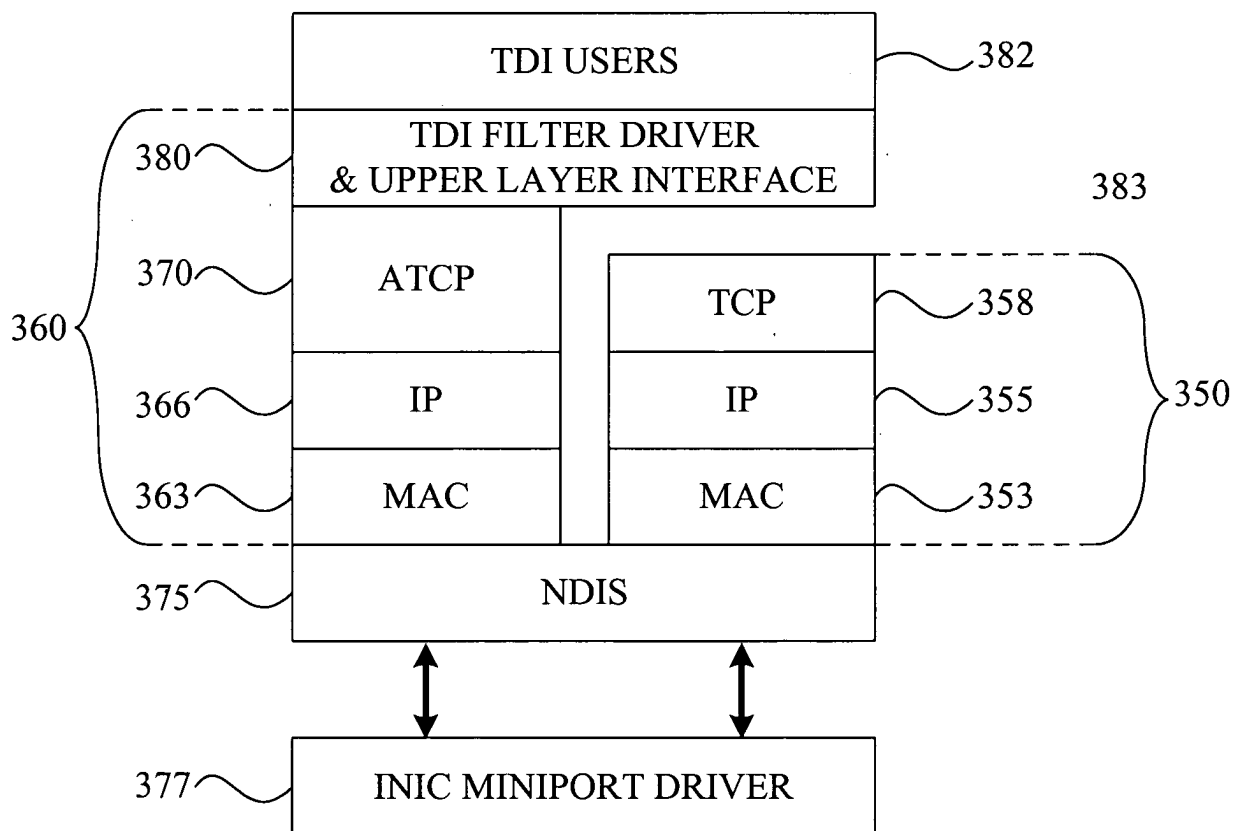 TDI USERS
382
380
TDI FILTER DRIVER
& UPPER LAYER INTERFACE
383
370
ATCP
TCP
358
360
366
IP
IP
355
350
363
MAC
MAC
353
375
NDIS
377
INIC MINIPORT DRIVER